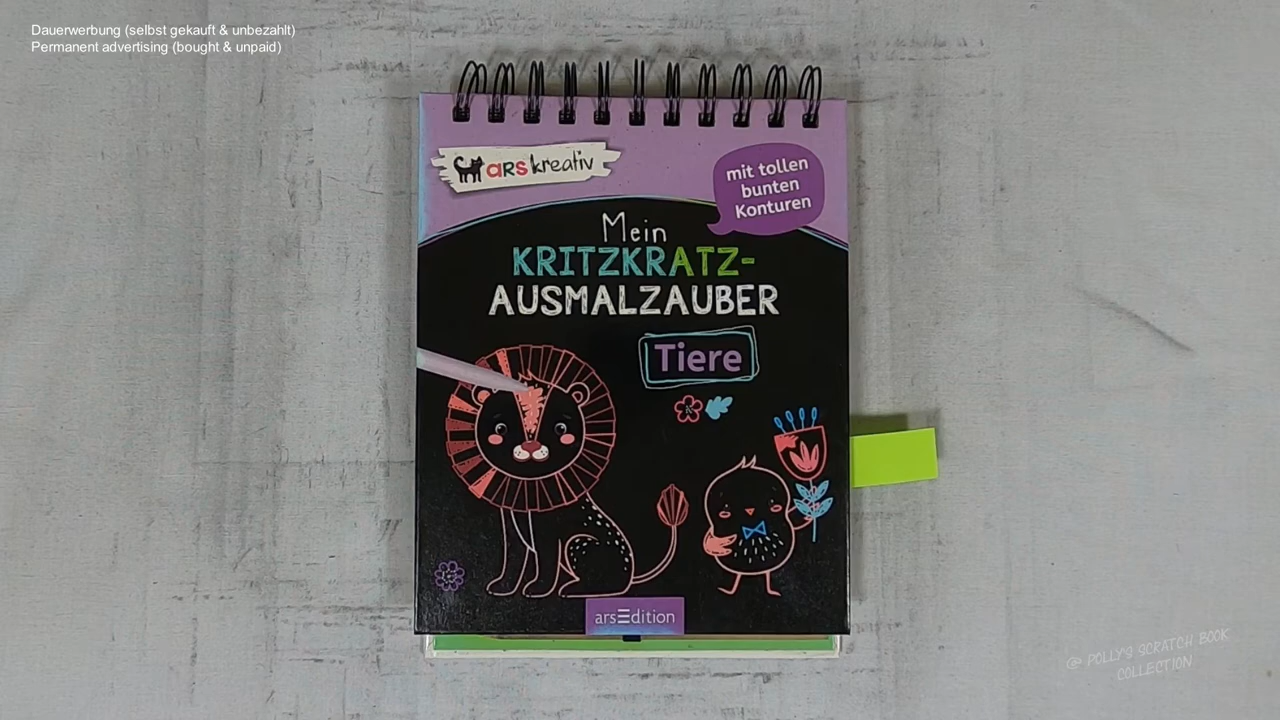 Dauerwerbung (selbst gekauft & unbezahlt)
Permanent advertising (bought & unpaid)
ars kreativ
mit tollen
bunten
Konturen
Mein
KRITZKRATZ-
AUSMALZAUBER
Tiere
arsEdition
@ POLLY'S SCRATCH BOOK
COLLECTION